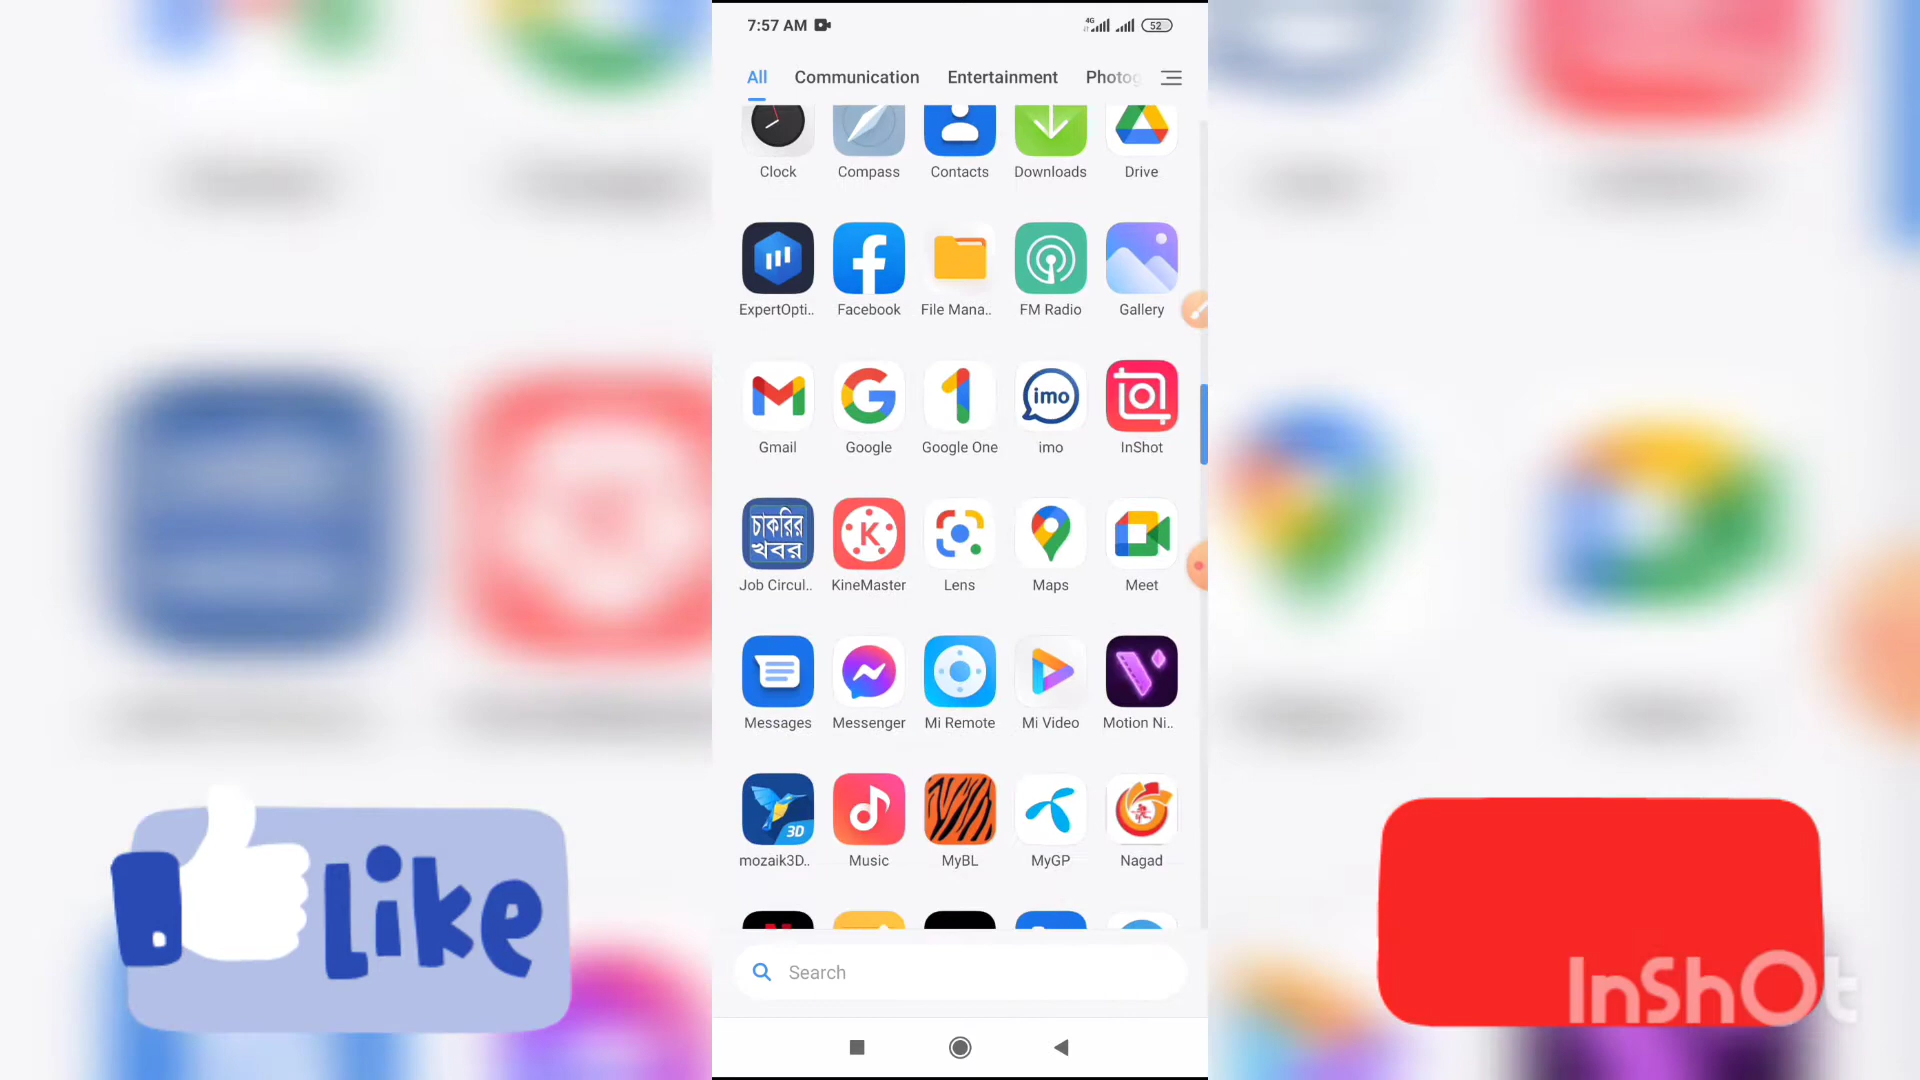 7:57 AM 4G 52
All Communication Entertainment Photog
Clock Compass Contacts Downloads Drive
ExpertOpti.. Facebook File Mana.. FM Radio Gallery
imo
Gmail Google Google One imo InShot
চাকরির
খবর
K
Job Circul.. KineMaster Lens Maps Meet
Messages Messenger Mi Remote Mi Video Motion Ni..
3D
mozaik3D.. Music MyBL MyGP Nagad
Like
Search
InShOt